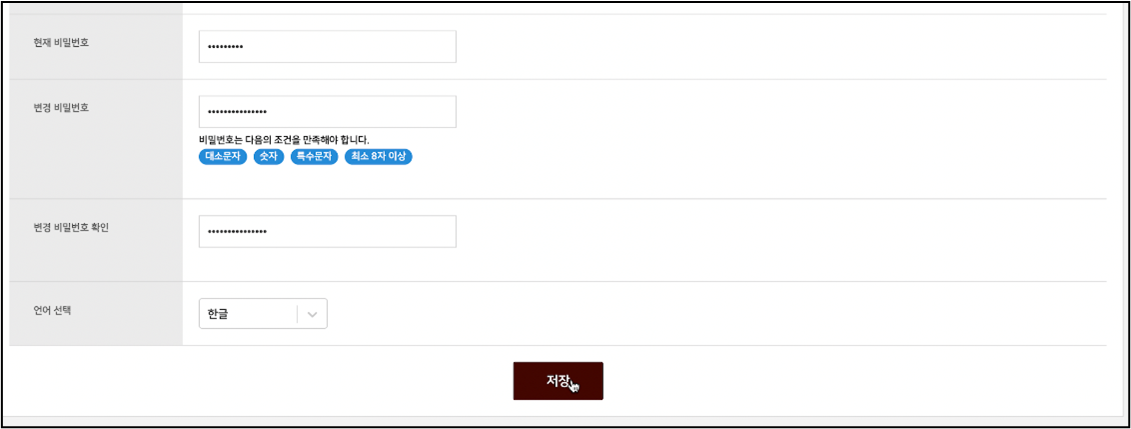 현재 비밀번호
•••••••••
변경 비밀번호
•••••••••••••••
비밀번호는 다음의 조건을 만족해야 합니다.
대소문자 숫자 특수문자 최소 8자 이상
변경 비밀번호 확인
•••••••••••••••
언어 선택
한글
저장